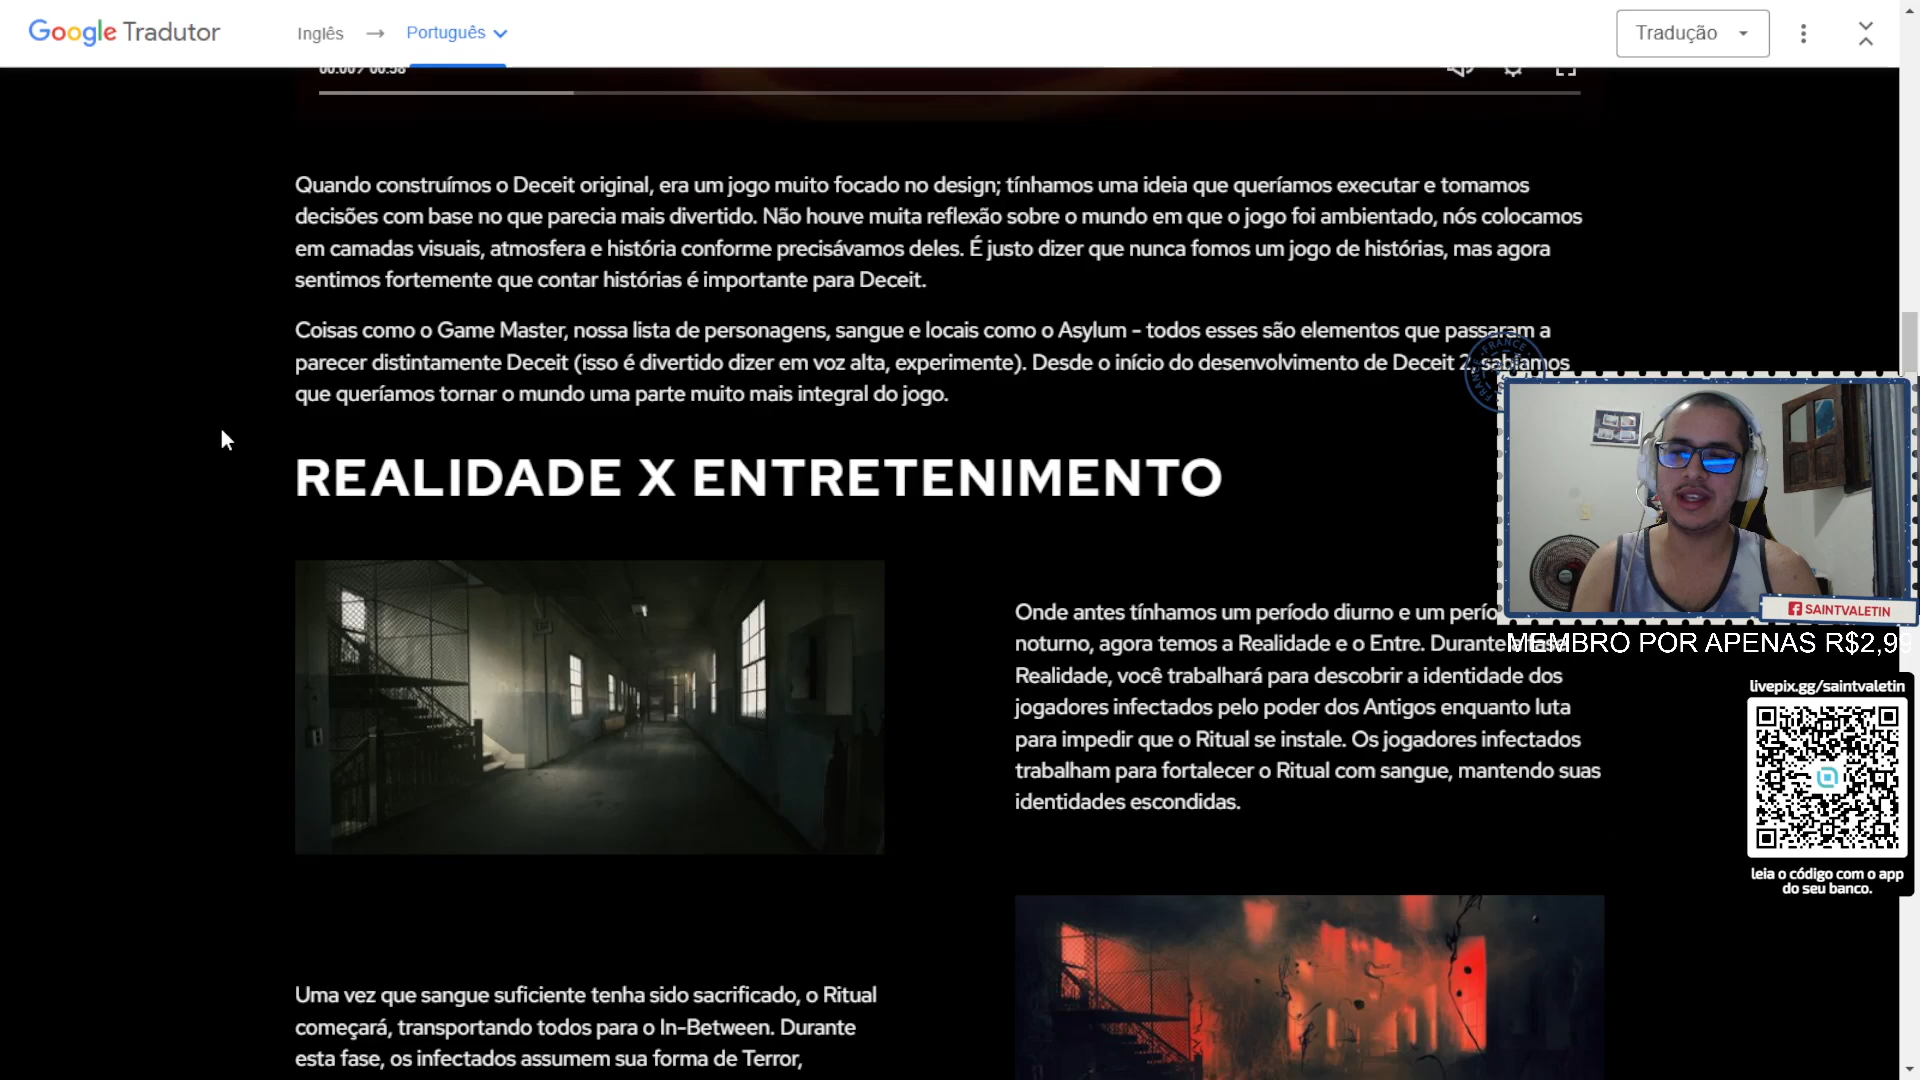 Google Tradutor
Inglês → Português
Tradução
00:00 / 00:58
Quando construímos o Deceit original, era um jogo muito focado no design; tínhamos uma ideia que queríamos executar e tomamos
decisões com base no que parecia mais divertido. Não houve muita reflexão sobre o mundo em que o jogo foi ambientado, nós colocamos
em camadas visuais, atmosfera e história conforme precisávamos deles. É justo dizer que nunca fomos um jogo de histórias, mas agora
sentimos fortemente que contar histórias é importante para Deceit.
Coisas como o Game Master, nossa lista de personagens, sangue e locais como o Asylum – todos esses são elementos que passaram a
parecer distintamente Deceit (isso é divertido dizer em voz alta, experimente). Desde o início do desenvolvimento de Deceit 2, sabíamos
que queríamos tornar o mundo uma parte muito mais integral do jogo.
REALIDADE X ENTRETENIMENTO
Onde antes tínhamos um período diurno e um perío
noturno, agora temos a Realidade e o Entre. Durante a fase
Realidade, você trabalhará para descobrir a identidade dos
jogadores infectados pelo poder dos Antigos enquanto luta
para impedir que o Ritual se instale. Os jogadores infectados
trabalham para fortalecer o Ritual com sangue, mantendo suas
identidades escondidas.
Uma vez que sangue suficiente tenha sido sacrificado, o Ritual
começará, transportando todos para o In-Between. Durante
esta fase, os infectados assumem sua forma de Terror,
FRANCE
SAINTVALETIN
MEMBRO POR APENAS R$2,99
livepix.gg/saintvaletin
leia o código com o app
do seu banco.